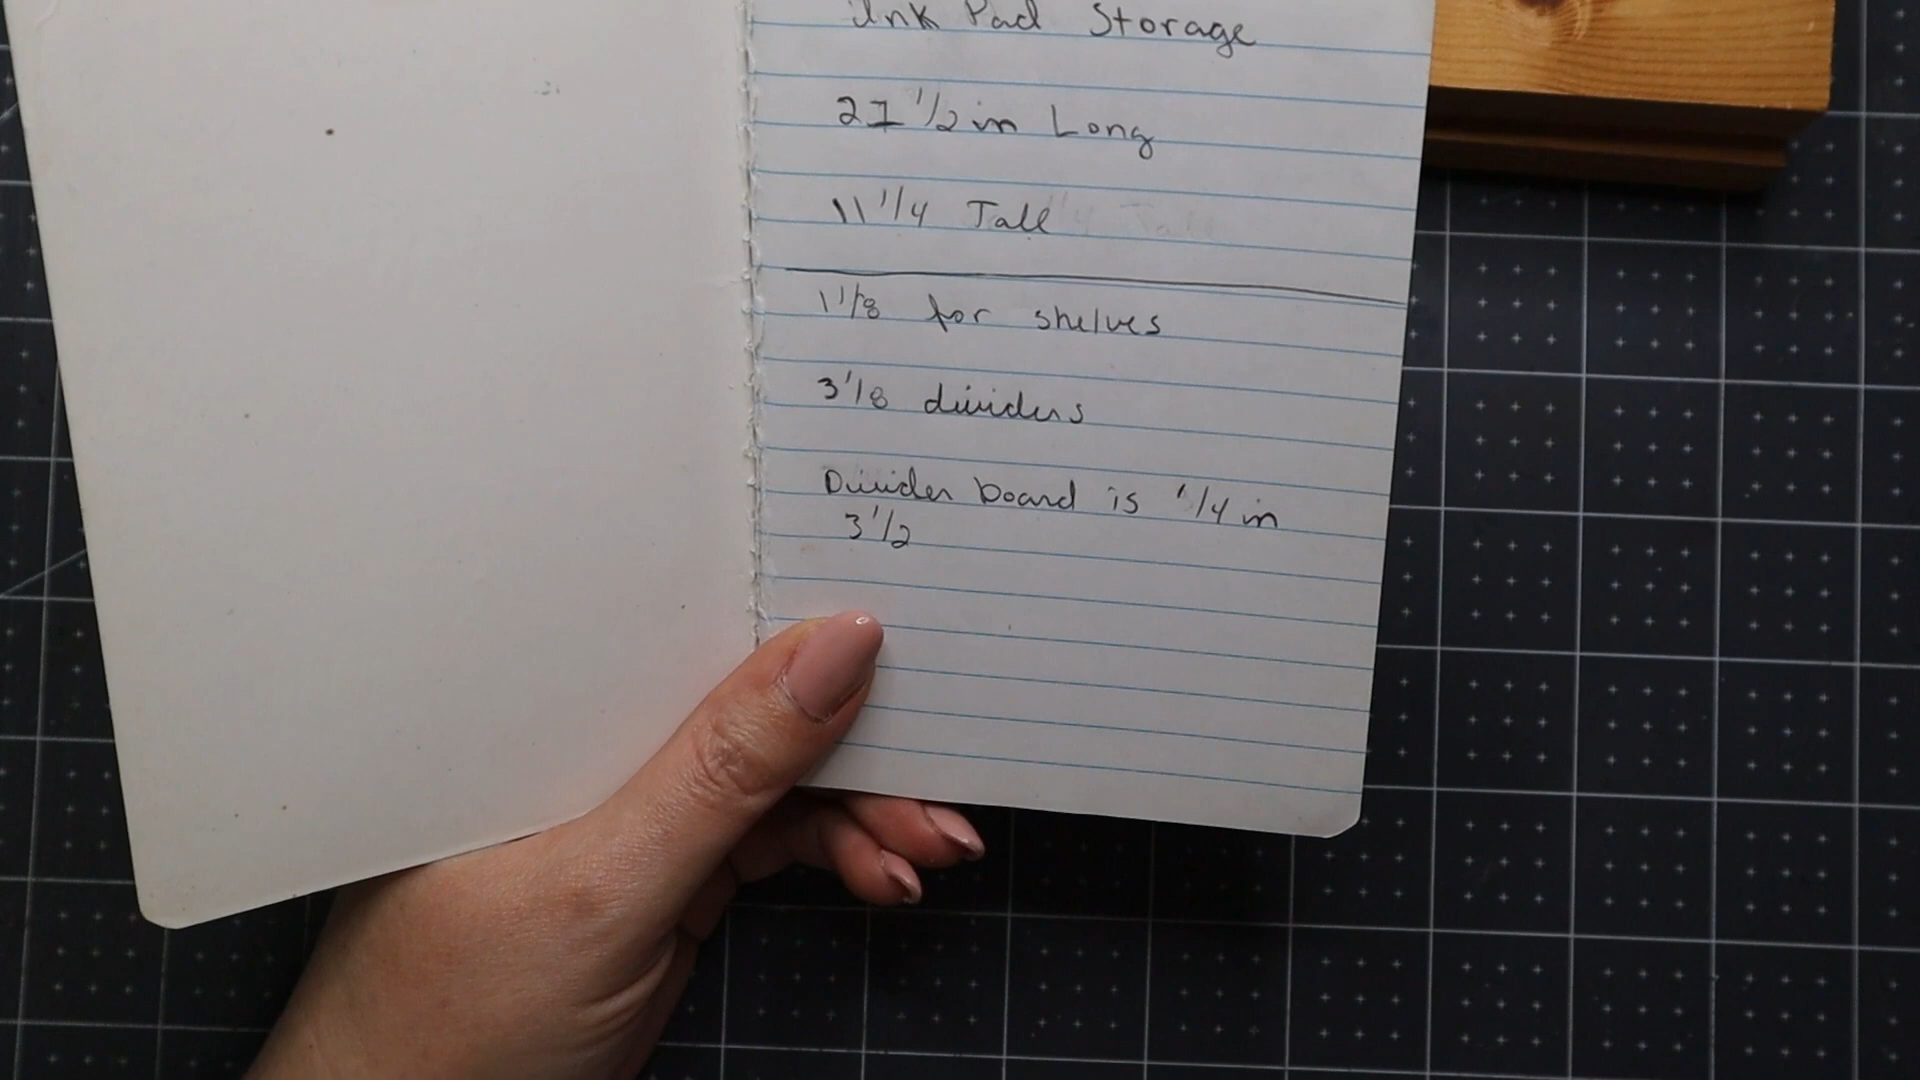 Ink Pad Storage
21 1/2 in Long
11 1/4 Tall
1 1/8 for shelves
3 1/8 dividers
Divider board is 1/4 in
3 1/2